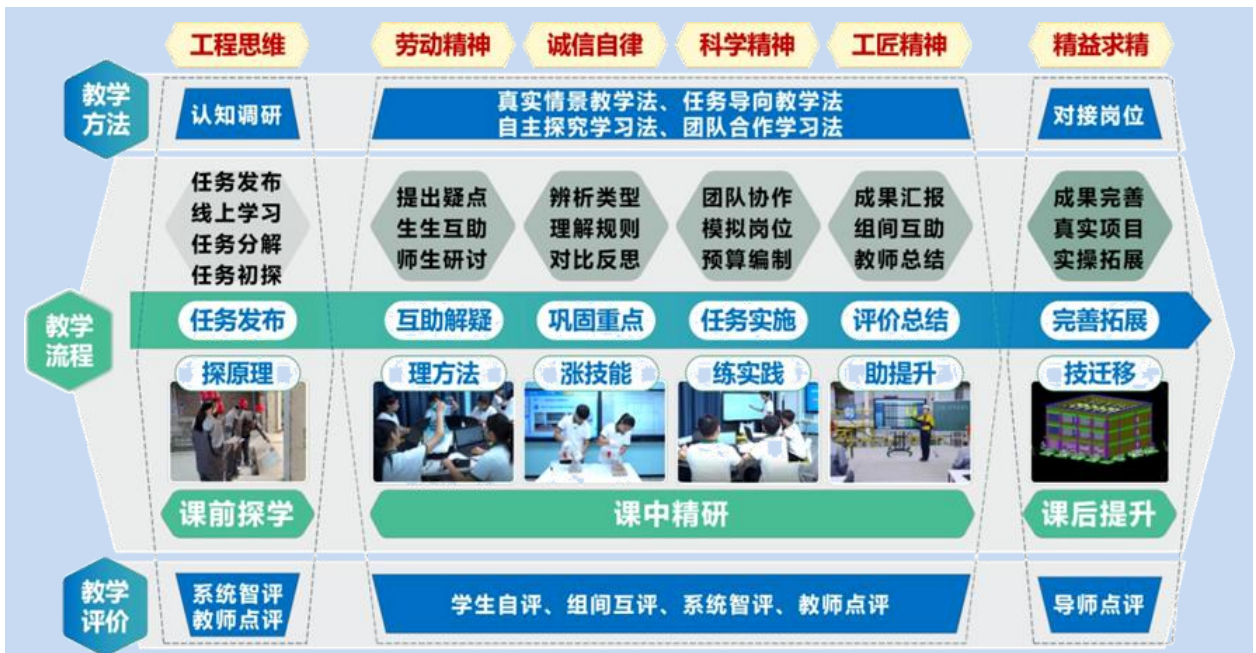 工程思维
劳动精神
诚信自律
科学精神
工匠精神
精益求精
教学
方法
认知调研
真实情景教学法、任务导向教学法
自主探究学习法、团队合作学习法
对接岗位
任务发布
线上学习
任务分解
任务初探
提出疑点
生生互助
师生研讨
辨析类型
理解规则
对比反思
团队协作
模拟岗位
预算编制
成果汇报
组间互助
教师总结
成果完善
真实项目
实操拓展
教学
流程
任务发布
互助解疑
巩固重点
任务实施
评价总结
完善拓展
探原理
理方法
涨技能
练实践
助提升
技迁移
课前探学
课中精研
课后提升
教学
评价
系统智评
教师点评
学生自评、组间互评、系统智评、教师点评
导师点评